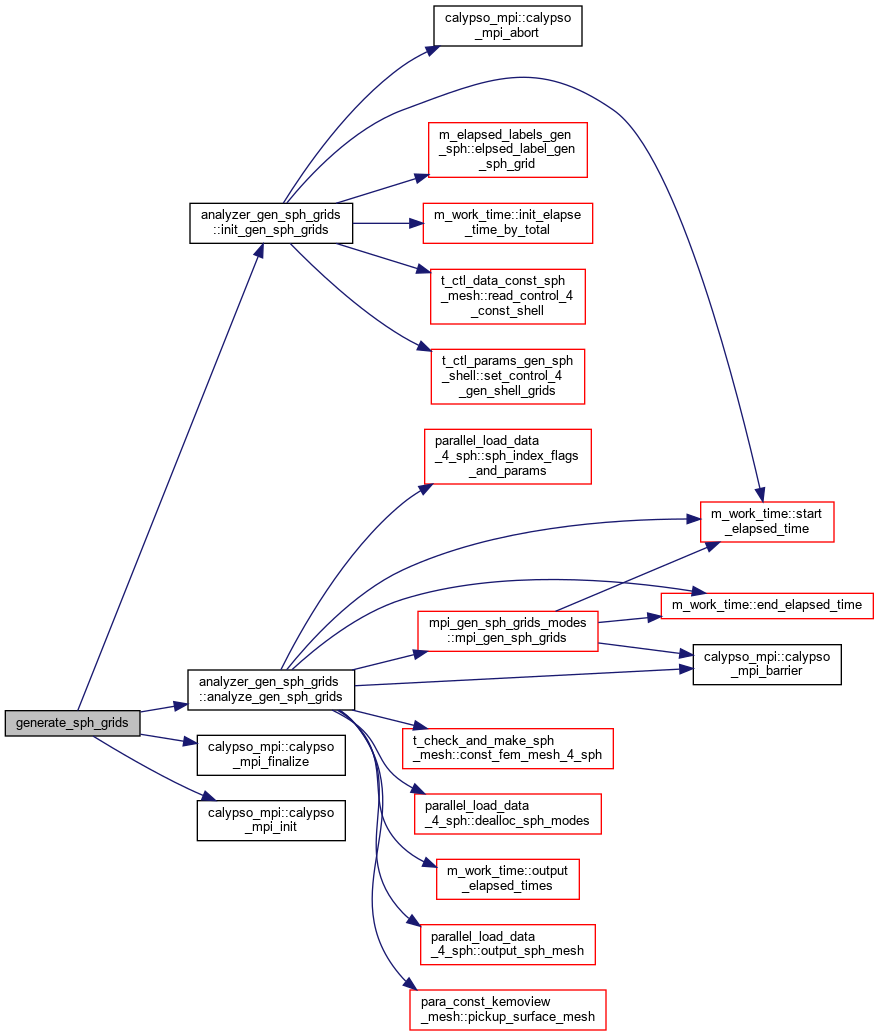 calypso_mpi::calypso
_mpi_abort
m_elapsed_labels_gen
_sph::elpsed_label_gen
_sph_grid
analyzer_gen_sph_grids
::init_gen_sph_grids
m_work_time::init_elapse
_time_by_total
t_ctl_data_const_sph
_mesh::read_control_4
_const_shell
t_ctl_params_gen_sph
_shell::set_control_4
_gen_shell_grids
parallel_load_data
_4_sph::sph_index_flags
_and_params
m_work_time::start
_elapsed_time
m_work_time::end_elapsed_time
mpi_gen_sph_grids_modes
::mpi_gen_sph_grids
calypso_mpi::calypso
_mpi_barrier
analyzer_gen_sph_grids
::analyze_gen_sph_grids
generate_sph_grids
calypso_mpi::calypso
_mpi_finalize
t_check_and_make_sph
_mesh::const_fem_mesh_4_sph
calypso_mpi::calypso
_mpi_init
parallel_load_data
_4_sph::dealloc_sph_modes
m_work_time::output
_elapsed_times
parallel_load_data
_4_sph::output_sph_mesh
para_const_kemoview
_mesh::pickup_surface_mesh